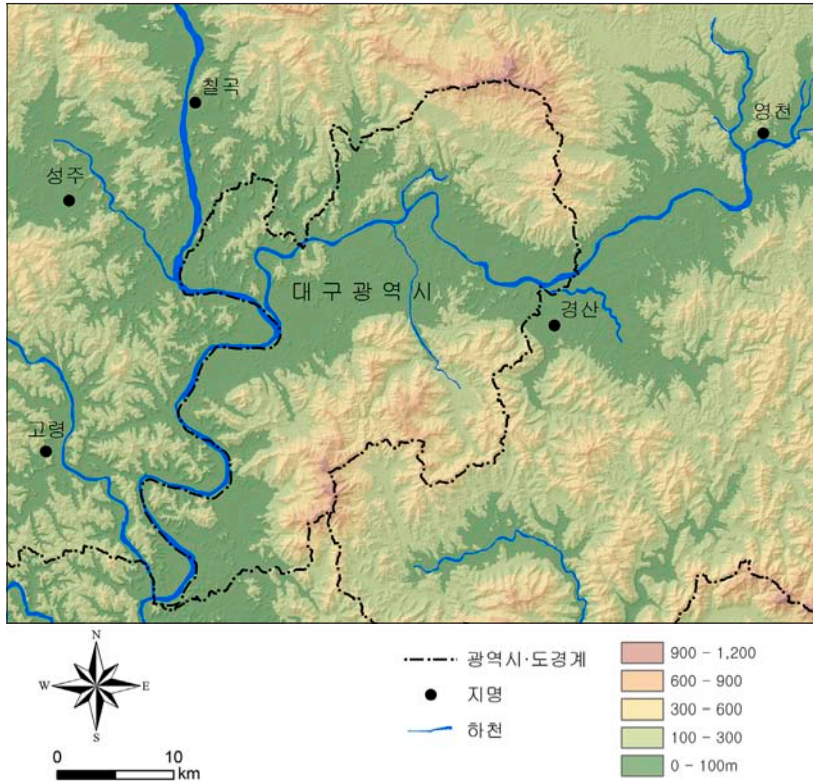 칠곡
영천
성주
대구광역시
경산
고령
N
W
E
S
0
10
km
광역시·도경계
지명
하천
900 - 1,200
600 - 900
300 - 600
100 - 300
0 - 100m